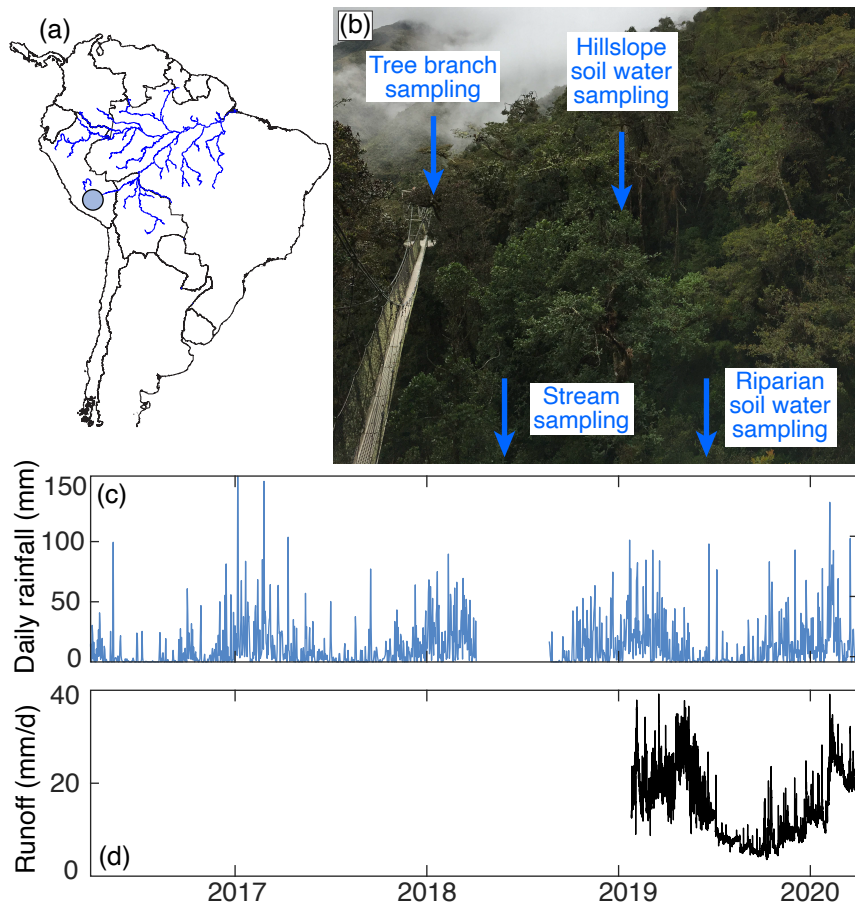 (a)
(b)
Tree branch
sampling
Hillslope
soil water
sampling
Stream
sampling
Riparian
soil water
sampling
(c)
Daily rainfall (mm)
150
100
50
0
(d)
Runoff (mm/d)
40
20
0
2017
2018
2019
2020